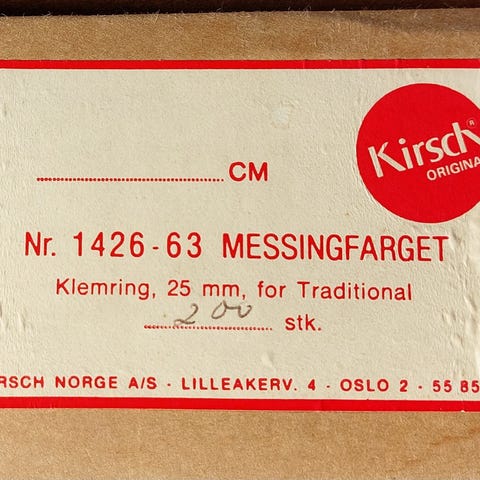 Kirsch®
ORIGINA
CM
Nr. 1426-63 MESSINGFARGET
Klemring, 25 mm, for Traditional
200 stk.
RSCH NORGE A/S - LILLEAKERV. 4 - OSLO 2 - 55 85